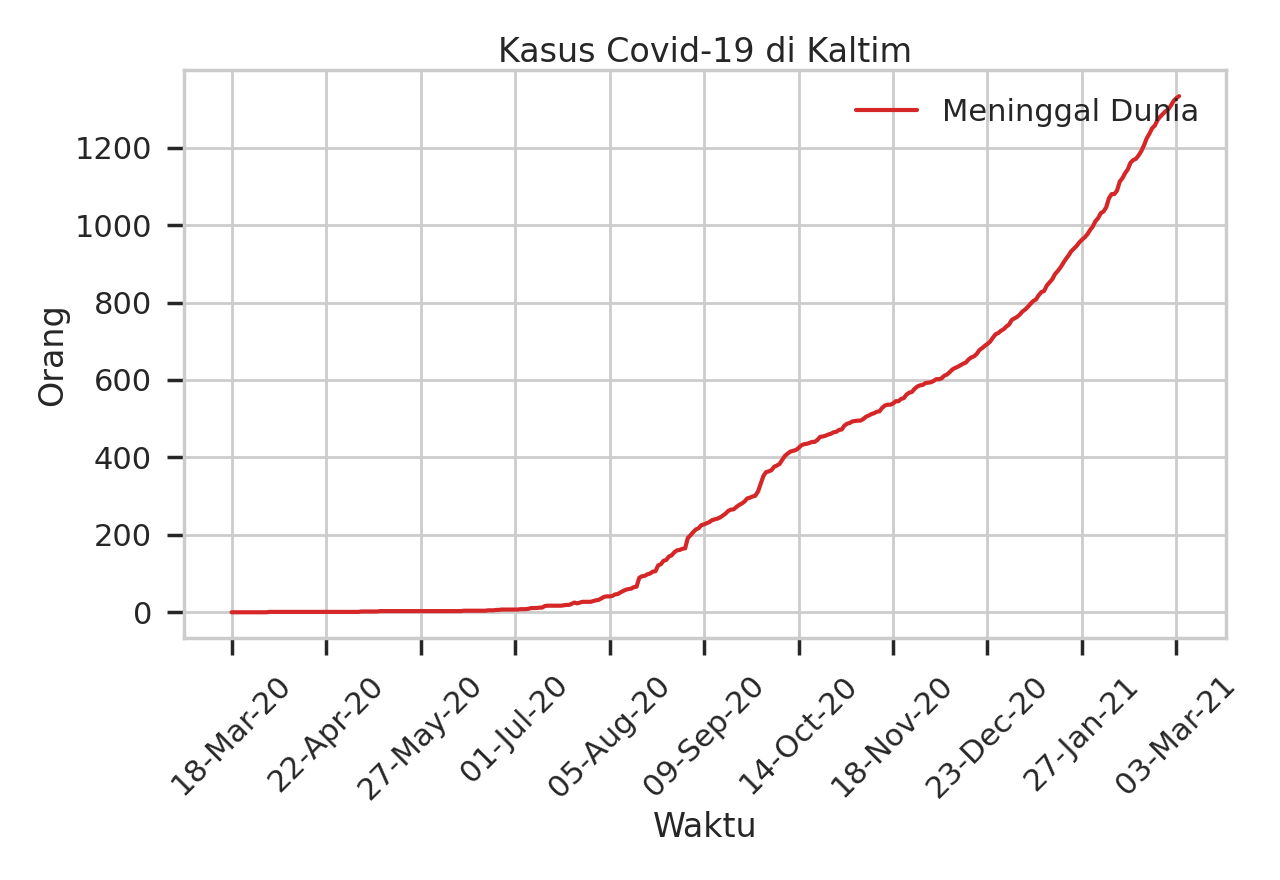 Kasus Covid-19 di Kaltim
Meninggal Dunia
1200
1000
800
600
400
200
0
Orang
18-Mar-20
22-Apr-20
27-May-20
01-Jul-20
05-Aug-20
09-Sep-20
14-Oct-20
18-Nov-20
23-Dec-20
27-Jan-21
03-Mar-21
Waktu